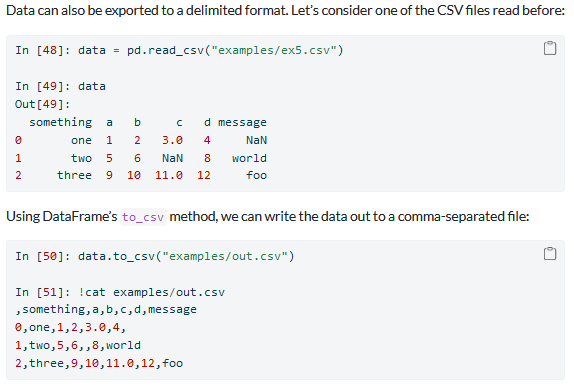 Data can also be exported to a delimited format. Let's consider one of the CSV files read before:
In [48]: data = pd.read_csv("examples/ex5.csv")
In [49]: data
Out[49]:
  something  a   b     c   d message
0       one  1   2   3.0   4     NaN
1       two  5   6   NaN   8   world
2     three  9  10  11.0  12     foo
Using DataFrame's to_csv method, we can write the data out to a comma-separated file:
In [50]: data.to_csv("examples/out.csv")
In [51]: !cat examples/out.csv
,something,a,b,c,d,message
0,one,1,2,3.0,4,
1,two,5,6,,8,world
2,three,9,10,11.0,12,foo